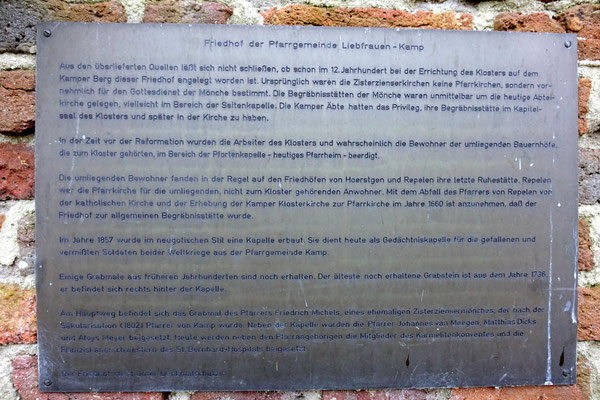 Friedhof der Pfarrgemeinde Liebfrauen - Kamp
Aus den überlieferten Quellen läßt sich nicht schließen, ob schon im 12. Jahrhundert bei der Errichtung des Klosters auf dem
Kamper Berg dieser Friedhof angelegt worden ist. Ursprünglich waren die Zisterzienserkirchen keine Pfarrkirchen, sondern vor-
nehmlich für den Gottesdienst der Mönche bestimmt. Die Begräbnisstätten der Mönche waren unmittelbar um die heutige Abtei-
kirche gelegen, vielleicht im Bereich der Seitenkapelle. Die Kamper Äbte hatten das Privileg, ihre Begräbnisstätte im Kapitel-
saal des Klosters und später in der Kirche zu haben.
In der Zeit vor der Reformation wurden die Arbeiter des Klosters und wahrscheinlich die Bewohner der umliegenden Bauernhöfe,
die zum Kloster gehörten, im Bereich der Pfortenkapelle - heutiges Pfarrheim - beerdigt.
Die umliegenden Bewohner fanden in der Regel auf den Friedhöfen von Hoerstgen und Repelen ihre letzte Ruhestätte. Repelen
war die Pfarrkirche für die umliegenden, nicht zum Kloster gehörenden Anwohner. Mit dem Abfall des Pfarrers von Repelen von
der katholischen Kirche und der Erhebung der Kamper Klosterkirche zur Pfarrkirche im Jahre 1660 ist anzunehmen, daß der
Friedhof zur allgemeinen Begräbnisstätte wurde.
Im Jahre 1857 wurde im neugotischen Stil eine Kapelle erbaut. Sie dient heute als Gedächtniskapelle für die gefallenen und
vermißten Soldaten beider Weltkriege aus der Pfarrgemeinde Kamp.
Einige Grabmale aus früheren Jahrhunderten sind noch erhalten. Der älteste noch erhaltene Grabstein ist aus dem Jahre 1736,
er befindet sich rechts hinter der Kapelle.
Am Hauptweg befindet sich das Grabmal des Pfarrers Friedrich Michels, eines ehemaligen Zisterziensermönches, der nach der
Säkularisation (1802) Pfarrer von Kamp wurde. Neben der Kapelle wurden die Pfarrer Johannes van Mergen, Matthias Dicks
und Aloys Meyer beigesetzt. Heute werden neben den Pfarrangehörigen die Mitglieder des Karmelitenkonventes und die
Franziskanerschwestern des St. Bernhard-Hospitals beigesetzt.